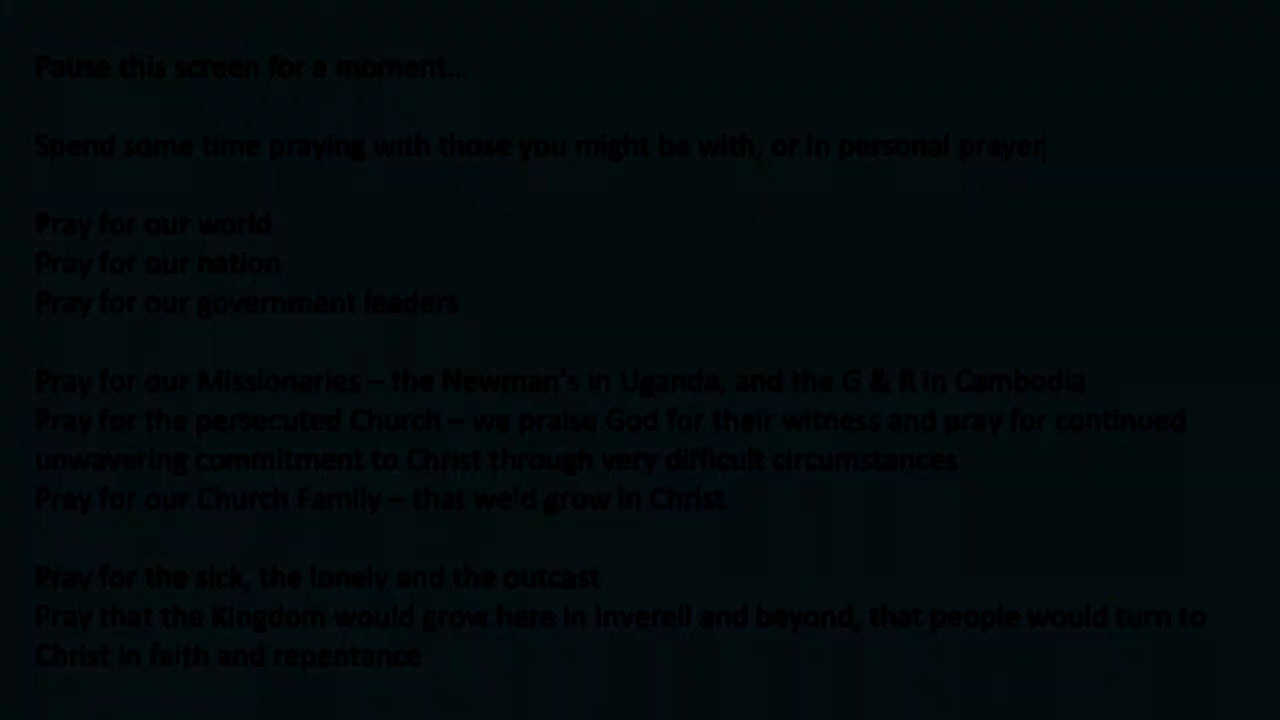 Pause this screen for a moment...
Spend some time praying with those you might be with, or in personal prayer
Pray for our world
Pray for our nation
Pray for our government leaders
Pray for our Missionaries – the Newman's in Uganda, and the G & R in Cambodia
Pray for the persecuted Church – we praise God for their witness and pray for continued
unwavering commitment to Christ through very difficult circumstances
Pray for our Church Family – that we'd grow in Christ
Pray for the sick, the lonely and the outcast
Pray that the Kingdom would grow here in Inverell and beyond, that people would turn to
Christ in faith and repentance